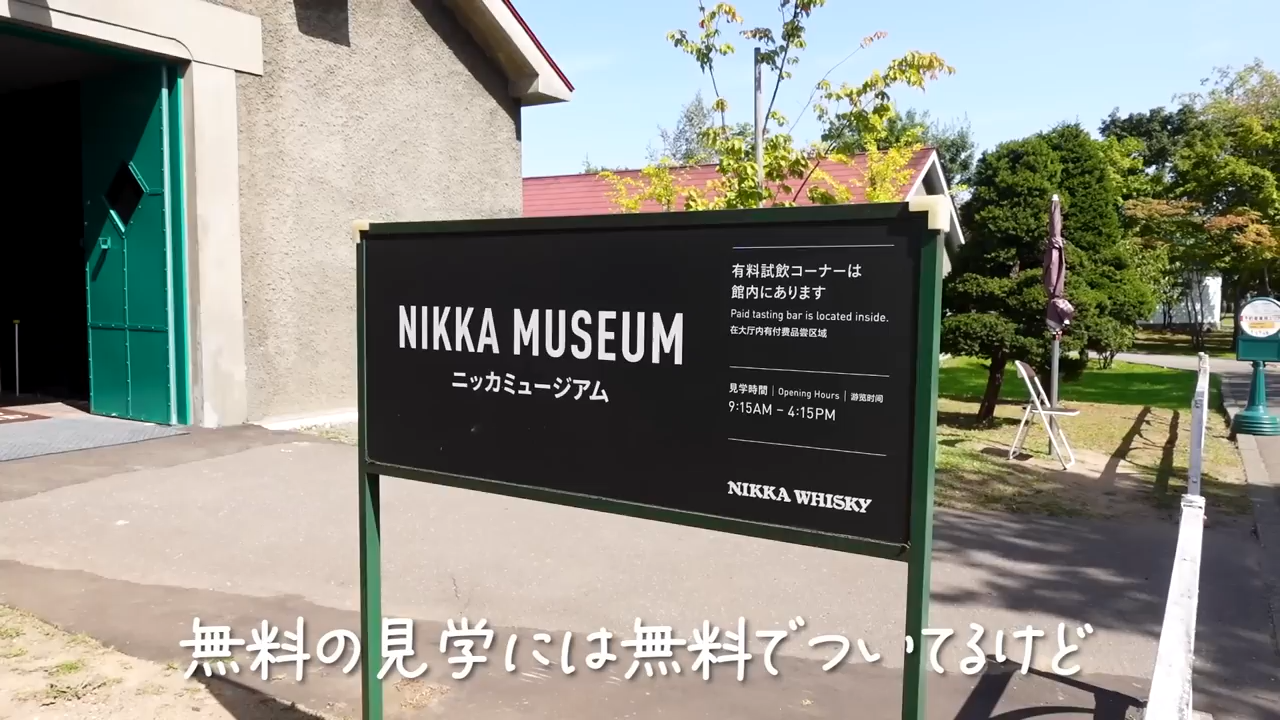 NIKKA MUSEUM
ニッカミュージアム
有料試飲コーナーは
館内にあります
Paid tasting bar is located inside.
在大厅内有付费品尝区域
見学時間 | Opening Hours | 游览时间
9:15AM – 4:15PM
NIKKA WHISKY
無料の見学には無料でついてるけど